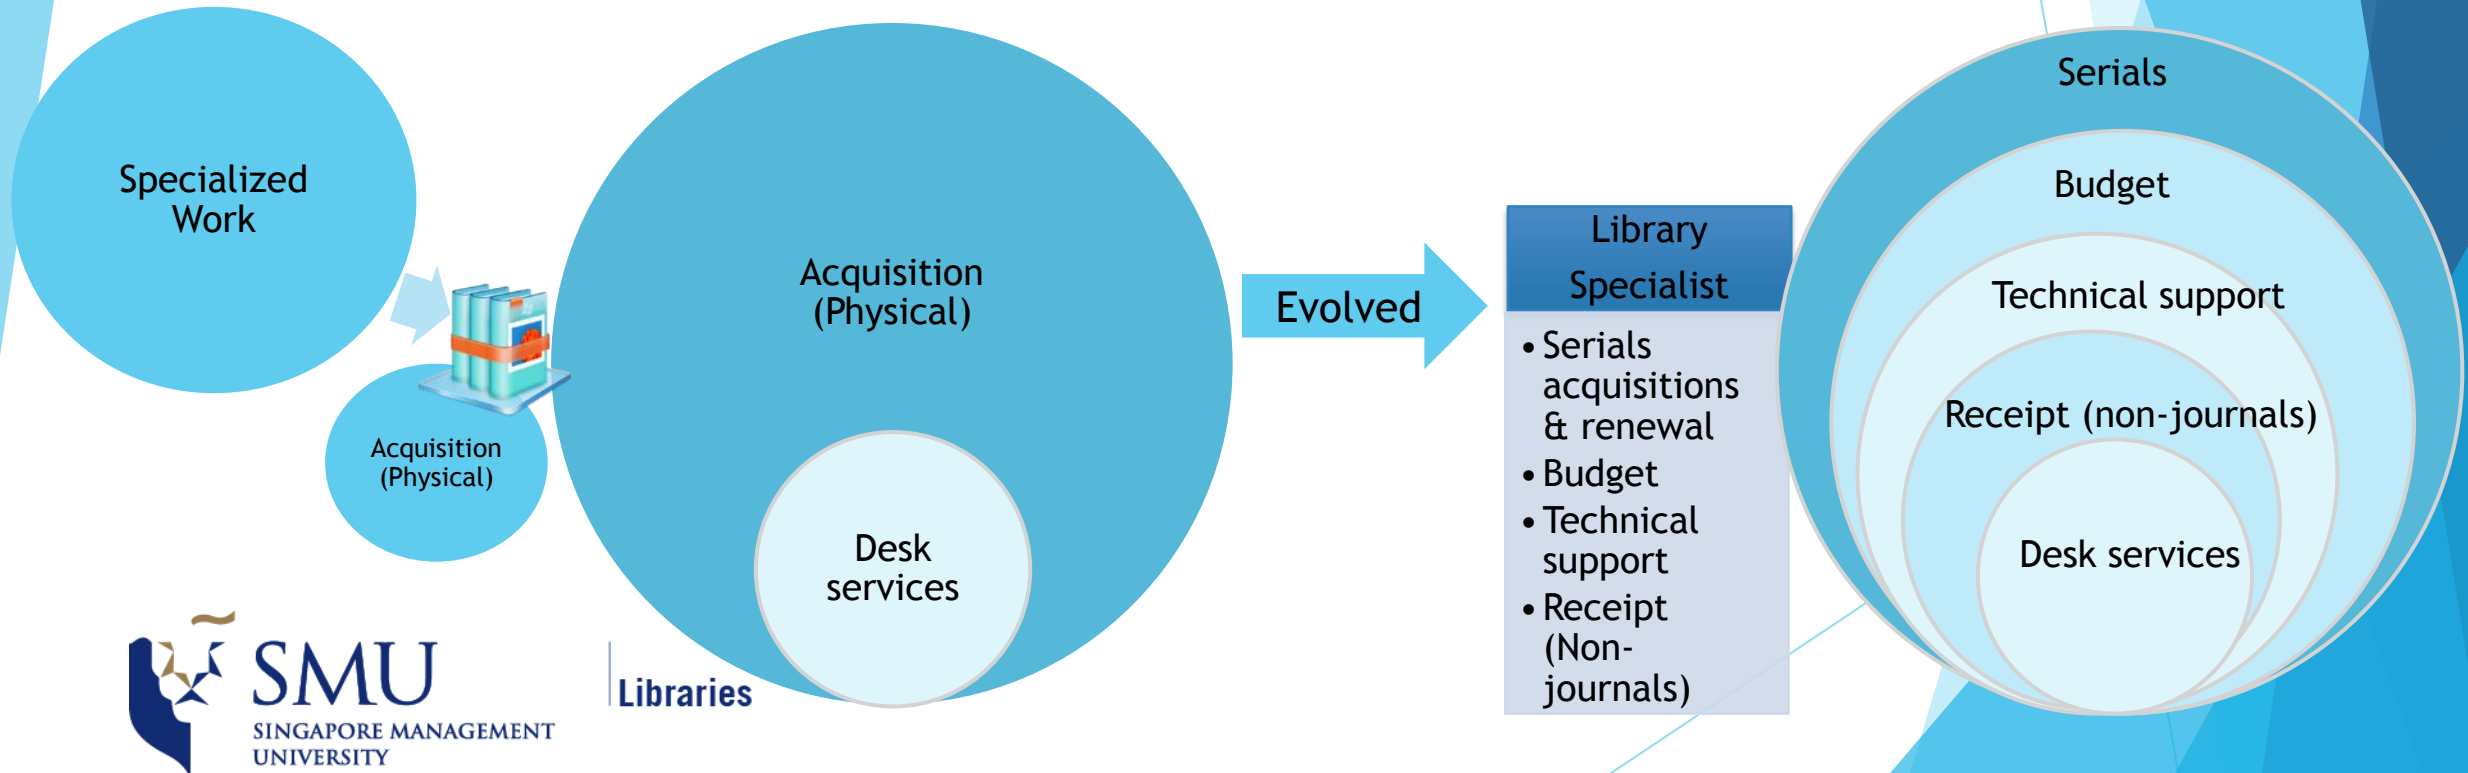 Specialized
Work
Acquisition
(Physical)
Acquisition
(Physical)
Desk
services
Evolved
Library
Specialist
• Serials
acquisitions
& renewal
• Budget
• Technical
support
• Receipt
(Non-
journals)
Serials
Budget
Technical support
Receipt (non-journals)
Desk services
SMU
SINGAPORE MANAGEMENT
UNIVERSITY
Libraries